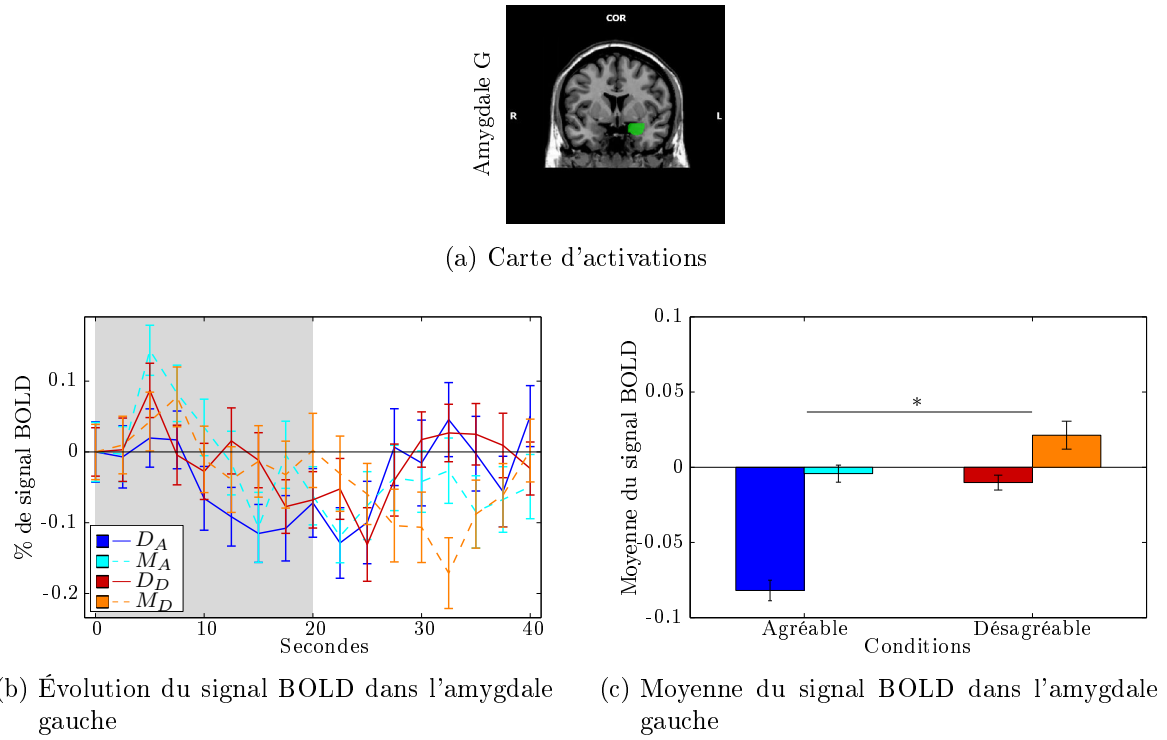 COR
Amygdale G
R
L
(a) Carte d'activations
% de signal BOLD
0.1
0
-0.1
-0.2
D_A
M_A
D_D
M_D
0 10 20 30 40
Secondes
(b) Évolution du signal BOLD dans l'amygdale
gauche
Moyenne du signal BOLD
0.1
0.05
0
-0.05
-0.1
*
Agréable Désagréable
Conditions
(c) Moyenne du signal BOLD dans l'amygdale
gauche